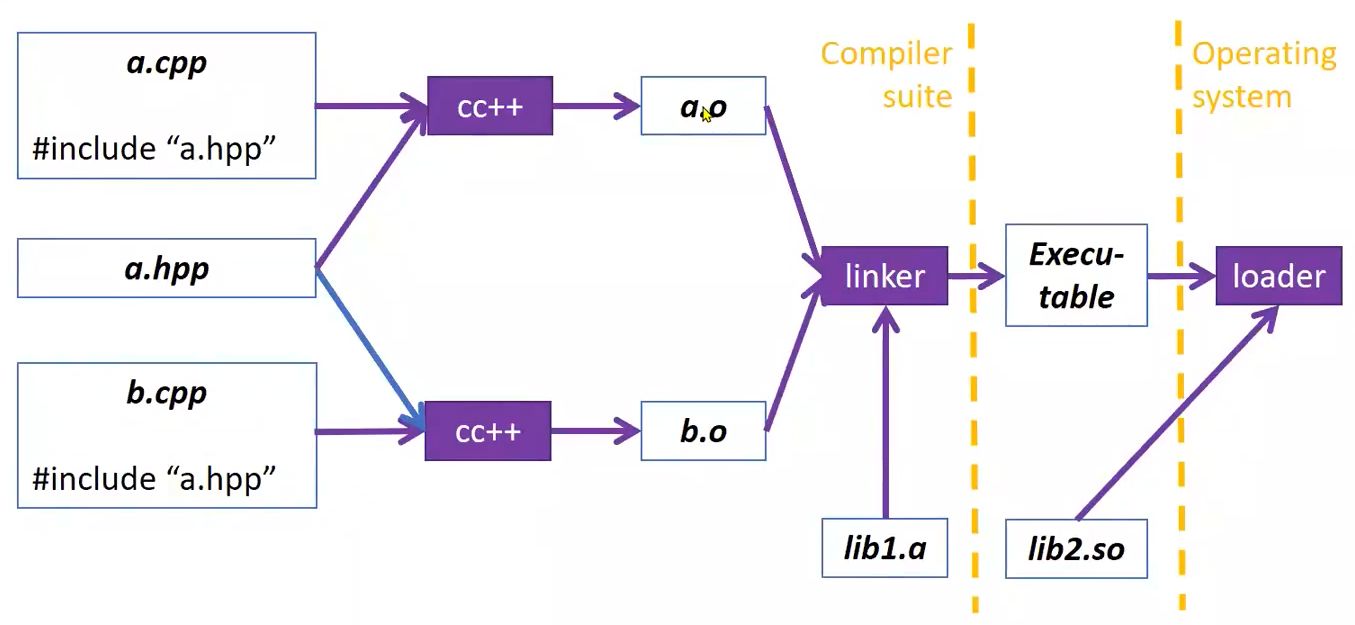 a.cpp
#include “a.hpp”
cc++
a.o
Compiler
suite
Operating
system
a.hpp
linker
Execu-
table
loader
b.cpp
#include “a.hpp”
cc++
b.o
lib1.a
lib2.so